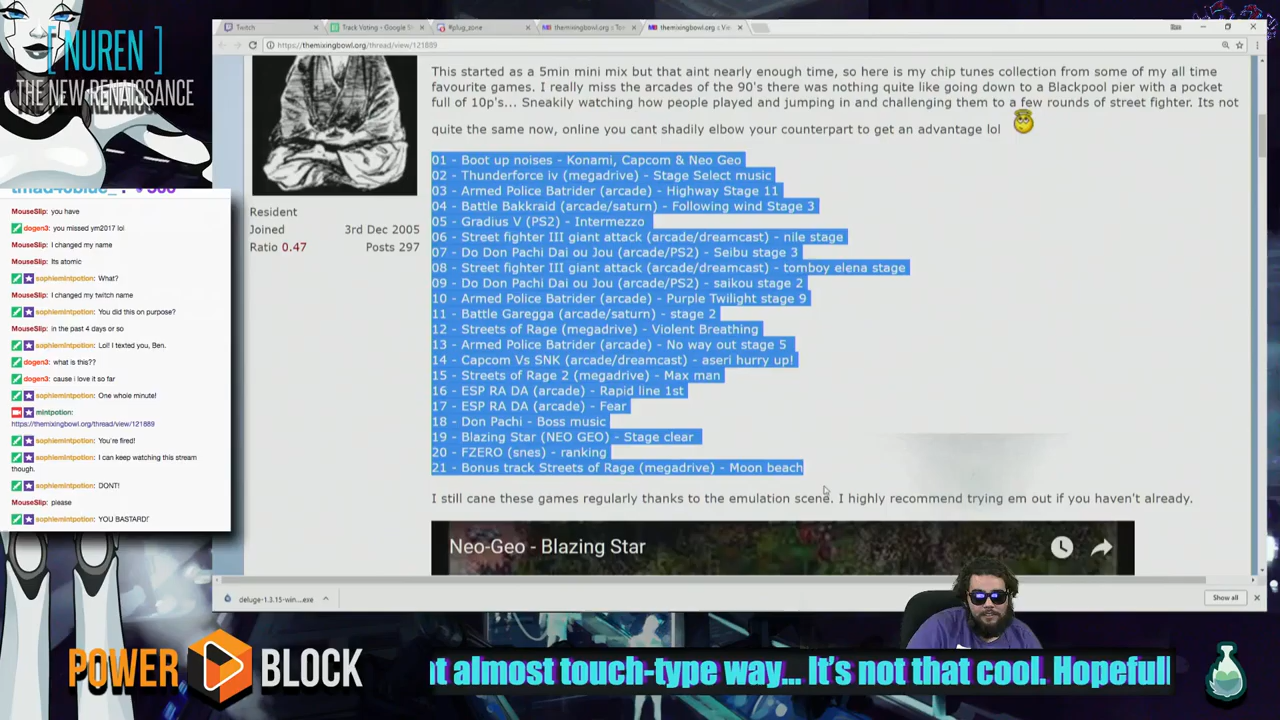 [ NUREN ]
THE NEW RENAISSANCE
Twitch
Track Voting - Google S
#plug_zone
themixingbowl.org :: To
themixingbowl.org :: Vie
https://themixingbowl.org/thread/view/121889
This started as a 5min mini mix but that aint nearly enough time, so here is my chip tunes collection from some of my all time
favourite games. I really miss the arcades of the 90's there was nothing quite like going down to a Blackpool pier with a pocket
full of 10p's... Sneakily watching how people played and jumping in and challenging them to a few rounds of street fighter. Its not
quite the same now, online you cant shadily elbow your counterpart to get an advantage lol
01 - Boot up noises - Konami, Capcom & Neo Geo
02 - Thunderforce iv (megadrive) - Stage Select music
03 - Armed Police Batrider (arcade) - Highway Stage 11
04 - Battle Bakkraid (arcade/saturn) - Following wind Stage 3
05 - Gradius V (PS2) - Intermezzo
06 - Street fighter III giant attack (arcade/dreamcast) - nile stage
07 - Do Don Pachi Dai ou Jou (arcade/PS2) - Seibu stage 3
08 - Street fighter III giant attack (arcade/dreamcast) - tomboy elena stage
09 - Do Don Pachi Dai ou Jou (arcade/PS2) - saikou stage 2
10 - Armed Police Batrider (arcade) - Purple Twilight stage 9
11 - Battle Garegga (arcade/saturn) - stage 2
12 - Streets of Rage (megadrive) - Violent Breathing
13 - Armed Police Batrider (arcade) - No way out stage 5
14 - Capcom Vs SNK (arcade/dreamcast) - aseri hurry up!
15 - Streets of Rage 2 (megadrive) - Max man
16 - ESP RA DA (arcade) - Rapid line 1st
17 - ESP RA DA (arcade) - Fear
18 - Don Pachi - Boss music
19 - Blazing Star (NEO GEO) - Stage clear
20 - FZERO (snes) - ranking
21 - Bonus track Streets of Rage (megadrive) - Moon beach
I still cane these games regularly thanks to the emulation scene. I highly recommend trying em out if you haven't already.
Neo-Geo - Blazing Star
Resident
Joined 3rd Dec 2005
Ratio 0.47 Posts 297
MouseSlip: you have
dogen3: you missed ym2017 lol
MouseSlip: I changed my name
MouseSlip: Its atomic
sophiemintpotion: What?
MouseSlip: I changed my twitch name
sophiemintpotion: You did this on purpose?
MouseSlip: in the past 4 days or so
sophiemintpotion: Lol! I texted you, Ben.
dogen3: what is this??
dogen3: cause i love it so far
sophiemintpotion: One whole minute!
mintpotion:
https://themixingbowl.org/thread/view/121889
sophiemintpotion: You're fired!
sophiemintpotion: I can keep watching this stream
though.
sophiemintpotion: DONT!
MouseSlip: please
sophiemintpotion: YOU BASTARD!'
deluge-1.3.15-win....exe
Show all
POWER BLOCK
t almost touch-type way... It's not that cool. Hopefull